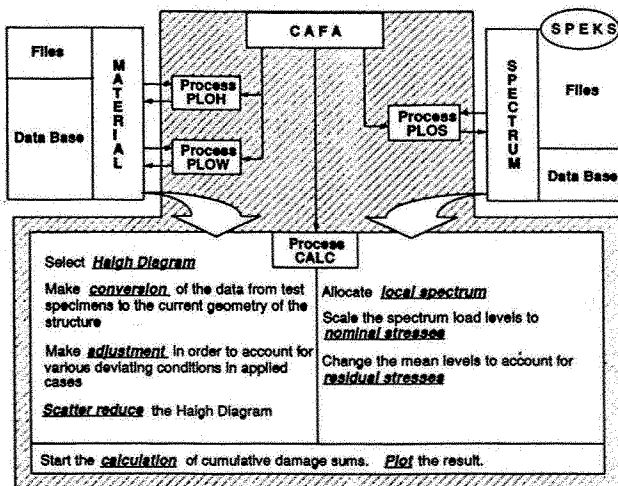 CAFA
SPEKS
Files
Data Base
MATERIAL
Process
PLOH
Process
PLOW
Process
PLOS
SPECTRUM
Files
Data Base
Process
CALC
Select Haigh Diagram
Make conversion of the data from test
specimens to the current geometry of the
structure
Make adjustment in order to account for
various deviating conditions in applied
cases
Scatter reduce the Haigh Diagram
Allocate local spectrum
Scale the spectrum load levels to
nominal stresses
Change the mean levels to account for
residual stresses
Start the calculation of cumulative damage sums. Plot the result.